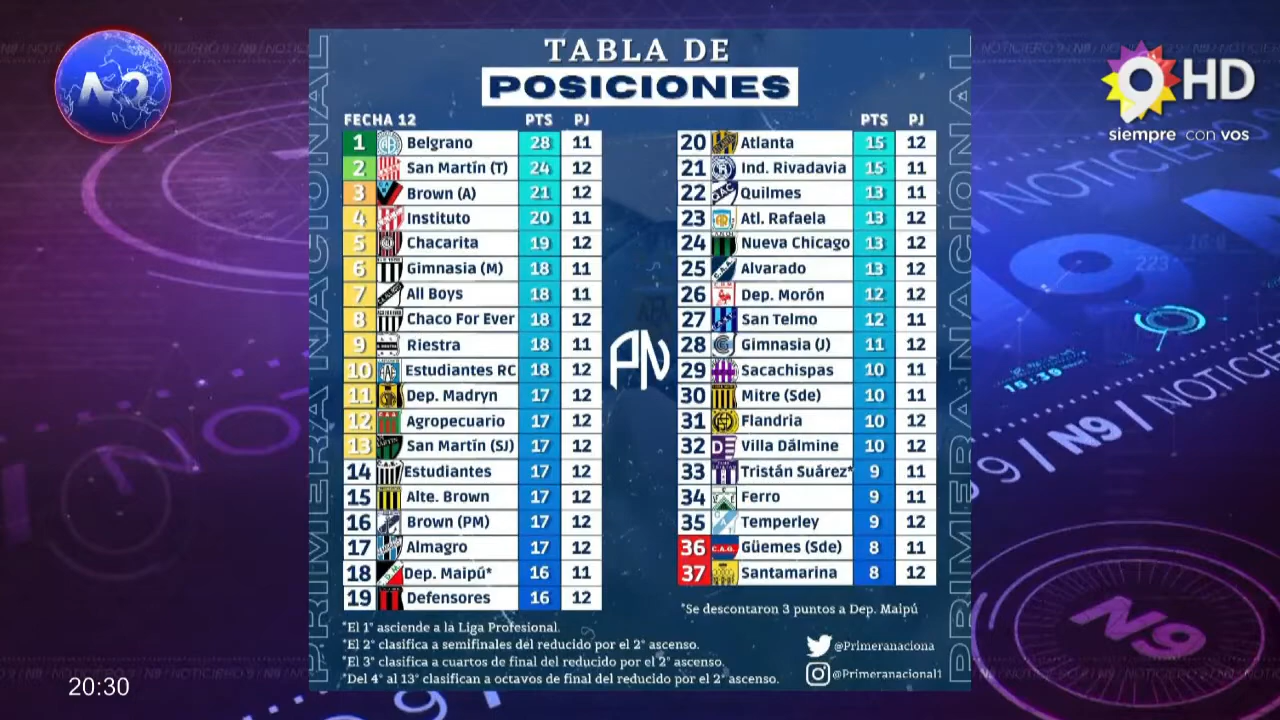 TABLA DE
POSICIONES
FECHA 12 PTS PJ
1 Belgrano 28 11
2 San Martín (T) 24 12
3 Brown (A) 21 12
4 Instituto 20 11
5 Chacarita 19 12
6 Gimnasia (M) 18 11
7 All Boys 18 11
8 Chaco For Ever 18 12
9 Riestra 18 11
10 Estudiantes RC 18 12
11 Dep. Madryn 17 12
12 Agropecuario 17 12
13 San Martín (SJ) 17 12
14 Estudiantes 17 12
15 Alte. Brown 17 12
16 Brown (PM) 17 12
17 Almagro 17 12
18 Dep. Maipú* 16 11
19 Defensores 16 12
PTS PJ
20 Atlanta 15 12
21 Ind. Rivadavia 15 11
22 Quilmes 13 11
23 Atl. Rafaela 13 12
24 Nueva Chicago 13 12
25 Alvarado 13 12
26 Dep. Morón 12 12
27 San Telmo 12 11
28 Gimnasia (J) 11 12
29 Sacachispas 10 11
30 Mitre (Sde) 10 11
31 Flandria 10 12
32 Villa Dálmine 10 12
33 Tristán Suárez* 9 11
34 Ferro 9 11
35 Temperley 9 12
36 Güemes (Sde) 8 11
37 Santamarina 8 12
*Se descontaron 3 puntos a Dep. Maipú
*El 1° asciende a la Liga Profesional.
*El 2° clasifica a semifinales del reducido por el 2° ascenso.
*El 3° clasifica a cuartos de final del reducido por el 2° ascenso.
*Del 4° al 13° clasifican a octavos de final del reducido por el 2° ascenso.
@Primeranaciona
@Primeranacional1
PN
PRIMERA NACIONAL
PRIMERA NACIONAL
9 HD
siempre con vos
20:30
N9
9 | N9 | NOTICIE